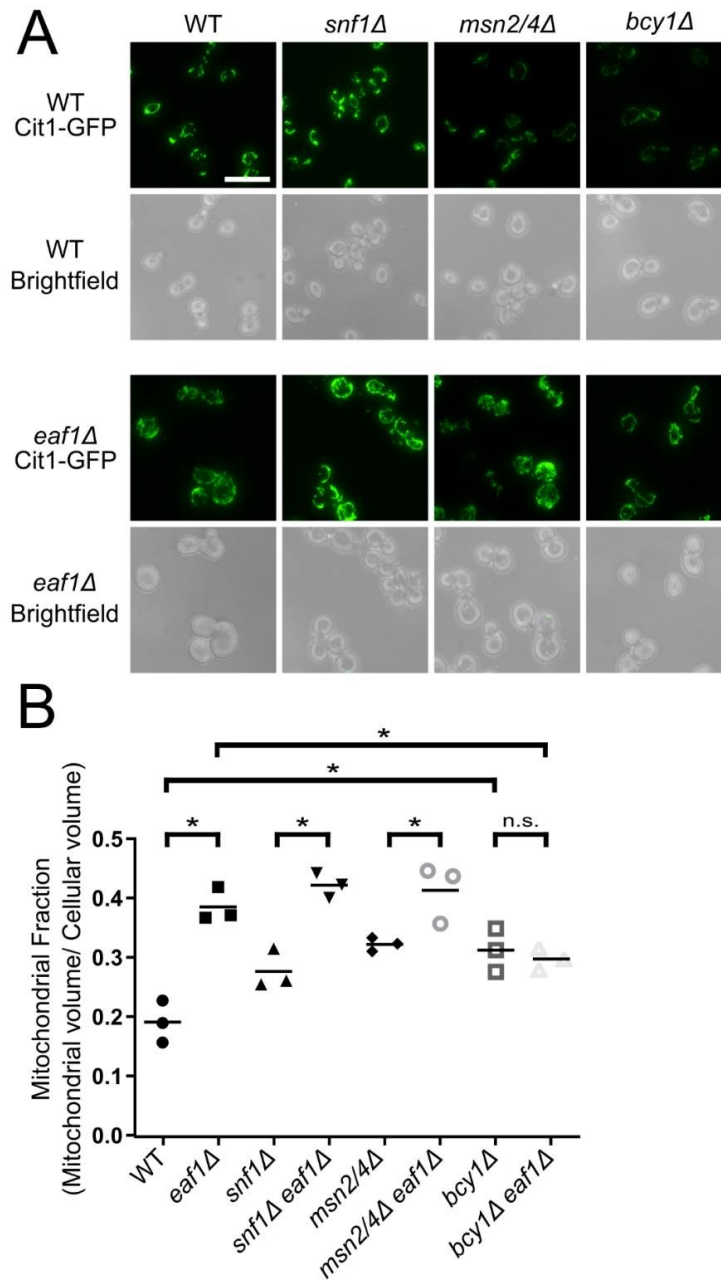 A
WT snf1Δ msn2/4Δ bcy1Δ
WT
Cit1-GFP
WT
Brightfield
eaf1Δ
Cit1-GFP
eaf1Δ
Brightfield
B
*
*
* * * n.s.
Mitochondrial Fraction
(Mitochondrial volume/ Cellular volume)
0.5
0.4
0.3
0.2
0.1
0.0
WT
eaf1Δ
snf1Δ
snf1Δ eaf1Δ
msn2/4Δ
msn2/4Δ eaf1Δ
bcy1Δ
bcy1Δ eaf1Δ